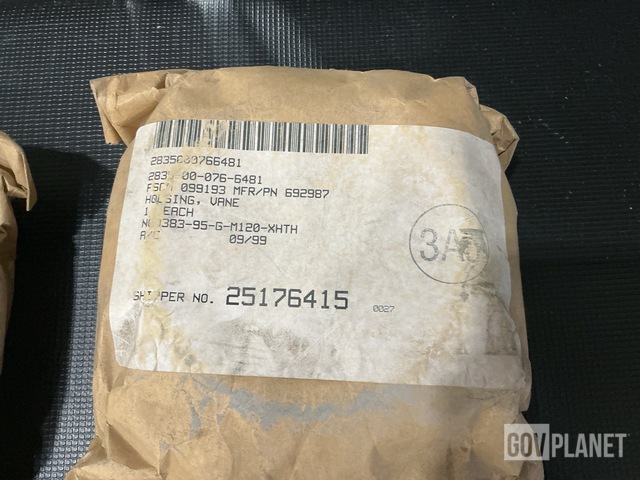 2835000766481
2835-00-076-6481
FSCM 099193 MFR/PN 692987
HOUSING, VANE
1 EACH
N00383-95-G-M120-XHTH
A/C 09/99
3A
SHIPPER NO. 25176415 0027
GOVPLANET